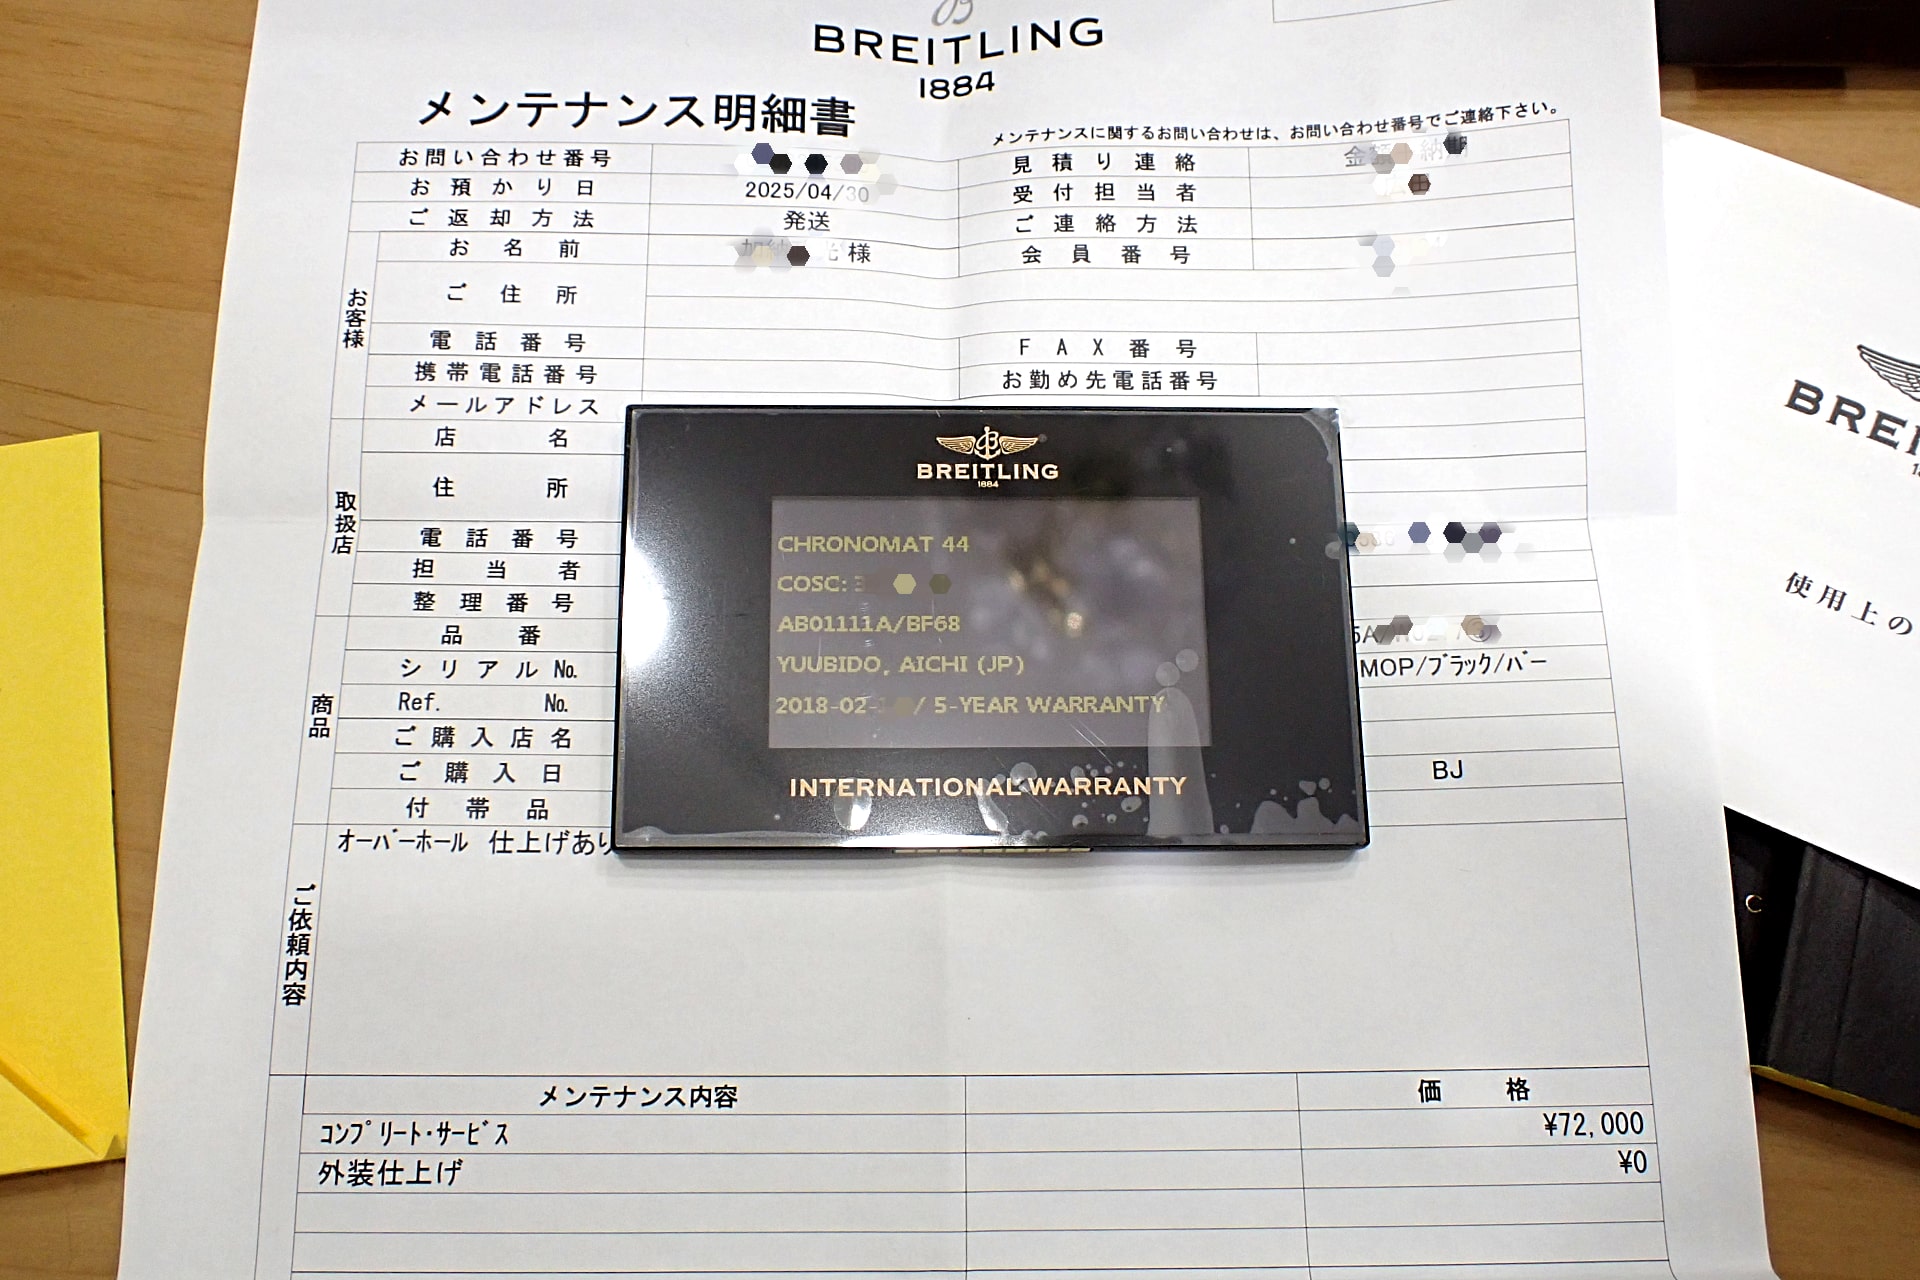 BREITLING
1884
メンテナンス明細書
メンテナンスに関するお問い合わせは、お問い合わせ番号でご連絡下さい。
お問い合わせ番号
見積り連絡
お預かり日 2025/04/30
受付担当者
ご返却方法 発送
ご連絡方法
お客様
お名前 様
会員番号
ご住所
電話番号
FAX番号
携帯電話番号
お勤め先電話番号
メールアドレス
取扱店
店名
住所
電話番号
担当者
整理番号
商品
品番
シリアルNo.
MOP/ブラック/バー
Ref. No.
ご購入店名
ご購入日
BJ
付帯品
ご依頼内容
オーバーホール 仕上げあり
メンテナンス内容 価格
コンプリート・サービス ¥72,000
外装仕上げ ¥0
BREITLING
1884
CHRONOMAT 44
COSC:
AB01111A/BF68
YUUBIDO, AICHI (JP)
2018-02- / 5-YEAR WARRANTY
INTERNATIONAL WARRANTY
使用上の